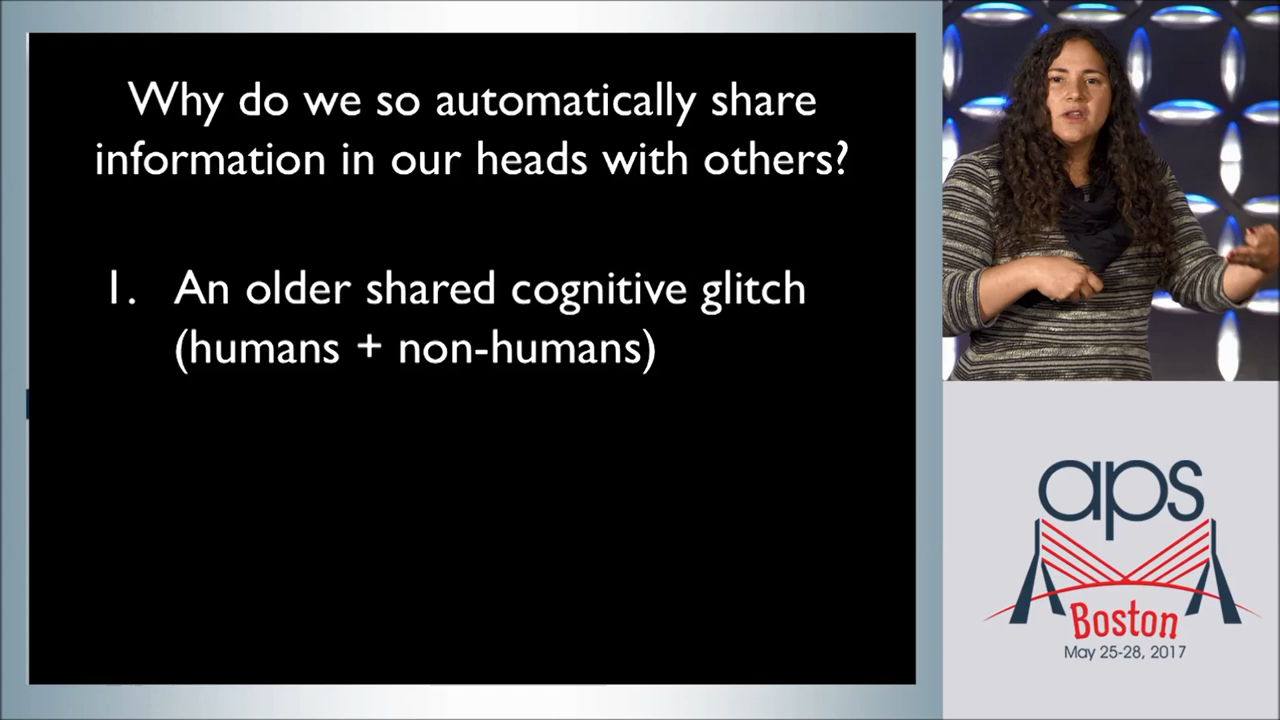 Why do we so automatically share
information in our heads with others?
1. An older shared cognitive glitch
(humans + non-humans)
aps
Boston
May 25-28, 2017